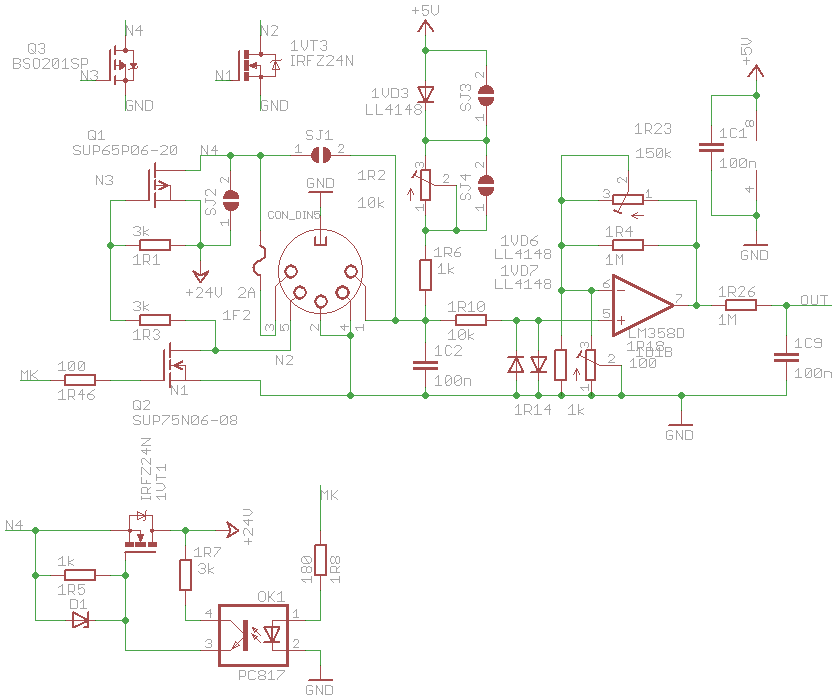 N4
Q3
BSO201SP
N3
GND
N2
1VT3
IRFZ24N
N1
GND
+5V
1VD3
LL4148
SJ3
2
1
+5V
8
1C1
100n
4
GND
1R23
150k
2
3
1
1R4
1M
Q1
SUP65P06-20
N4
N3
SJ2
2
1
3k
1R1
+24V
3k
1R3
SJ1
1
2
GND
CON_DIN5
2A
1F2
3
5
2
4
1
N2
1R2
10k
3
2
1
SJ4
2
1
1R6
1k
1VD6
LL4148
1VD7
LL4148
1R10
10k
1C2
100n
6
5
7
LM358D
1R18
100
3
2
1
1R14
1k
1R26
1M
OUT
1C9
100n
GND
MK
100
1R46
N1
Q2
SUP75N06-08
IRFZ24N
1VT1
N4
+24V
1k
1R5
D1
1R7
3k
MK
180
1R8
OK1
4
3
1
2
PC817
GND